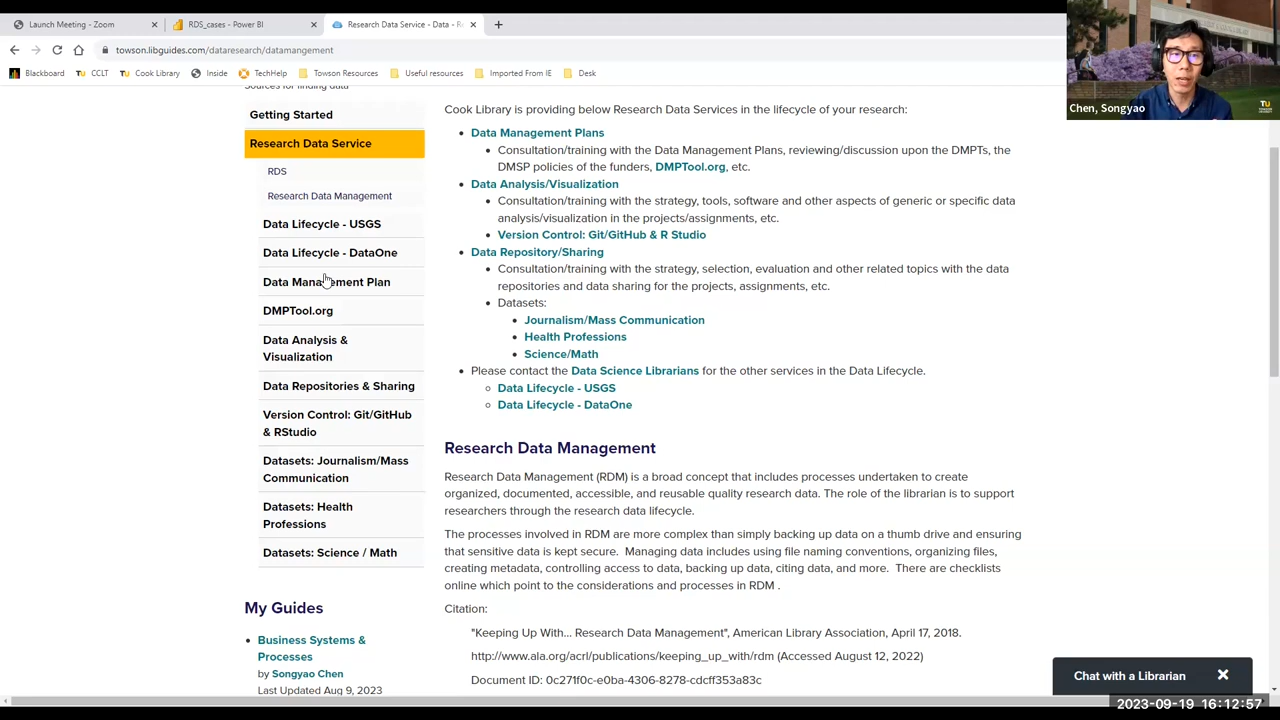 Launch Meeting - Zoom
RDS_cases - Power BI
Research Data Service - Data - R
towson.libguides.com/dataresearch/datamangement
Blackboard
TU CCLT
TU Cook Library
Inside
TechHelp
Towson Resources
Useful resources
Imported From IE
Desk
Chen, Songyao
TU
Sources for finding data
Getting Started
Research Data Service
RDS
Research Data Management
Data Lifecycle - USGS
Data Lifecycle - DataOne
Data Management Plan
DMPTool.org
Data Analysis &
Visualization
Data Repositories & Sharing
Version Control: Git/GitHub
& RStudio
Datasets: Journalism/Mass
Communication
Datasets: Health
Professions
Datasets: Science / Math
My Guides
Business Systems &
Processes
by Songyao Chen
Last Updated Aug 9, 2023
Cook Library is providing below Research Data Services in the lifecycle of your research:
Data Management Plans
Consultation/training with the Data Management Plans, reviewing/discussion upon the DMPTs, the
DMSP policies of the funders, DMPTool.org, etc.
Data Analysis/Visualization
Consultation/training with the strategy, tools, software and other aspects of generic or specific data
analysis/visualization in the projects/assignments, etc.
Version Control: Git/GitHub & R Studio
Data Repository/Sharing
Consultation/training with the strategy, selection, evaluation and other related topics with the data
repositories and data sharing for the projects, assignments, etc.
Datasets:
Journalism/Mass Communication
Health Professions
Science/Math
Please contact the Data Science Librarians for the other services in the Data Lifecycle.
Data Lifecycle - USGS
Data Lifecycle - DataOne
Research Data Management
Research Data Management (RDM) is a broad concept that includes processes undertaken to create
organized, documented, accessible, and reusable quality research data. The role of the librarian is to support
researchers through the research data lifecycle.
The processes involved in RDM are more complex than simply backing up data on a thumb drive and ensuring
that sensitive data is kept secure. Managing data includes using file naming conventions, organizing files,
creating metadata, controlling access to data, backing up data, citing data, and more. There are checklists
online which point to the considerations and processes in RDM .
Citation:
"Keeping Up With... Research Data Management", American Library Association, April 17, 2018.
http://www.ala.org/acrl/publications/keeping_up_with/rdm (Accessed August 12, 2022)
Document ID: 0c271f0c-e0ba-4306-8278-cdcff353a83c
Chat with a Librarian
2023-09-19 16:12:57